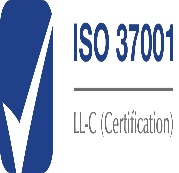 ISO 37001
LL-C (Certification)